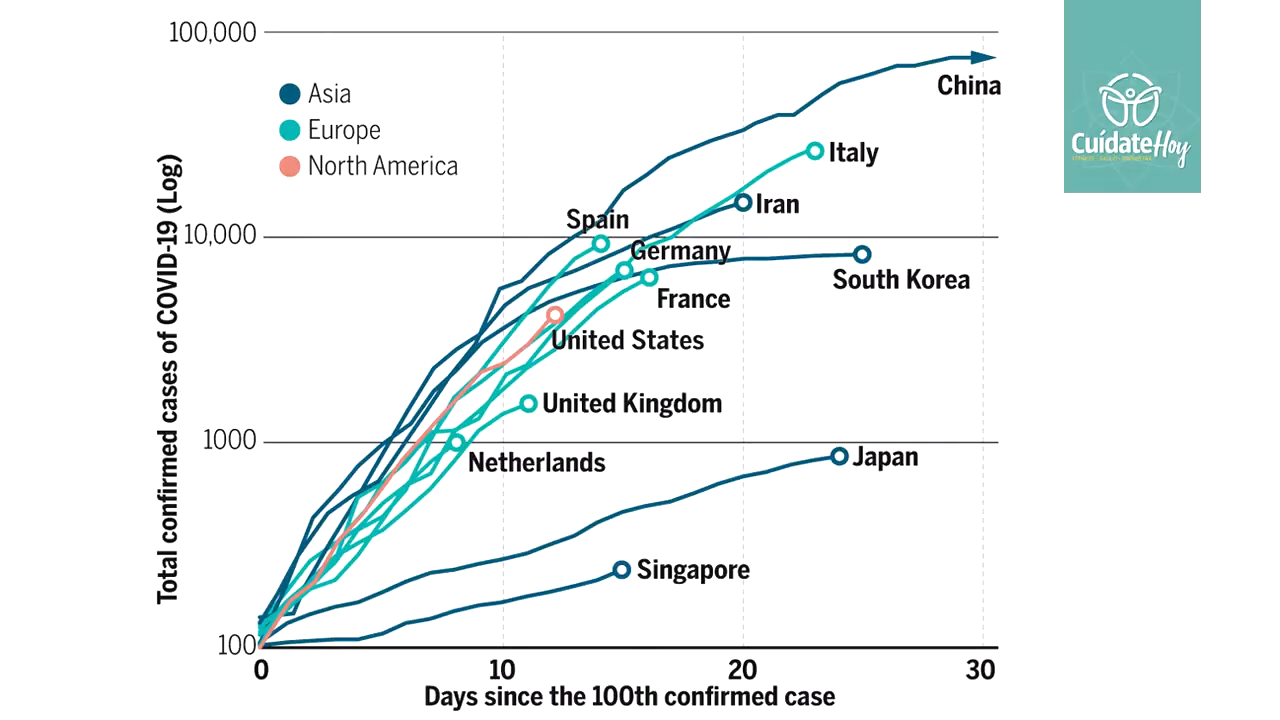 100,000
Asia
Europe
North America
China
Italy
Iran
Spain
10,000
Germany
South Korea
France
United States
United Kingdom
1000
Netherlands
Japan
Singapore
100
0
10
20
30
Days since the 100th confirmed case
Total confirmed cases of COVID-19 (Log)
CuídateHoy